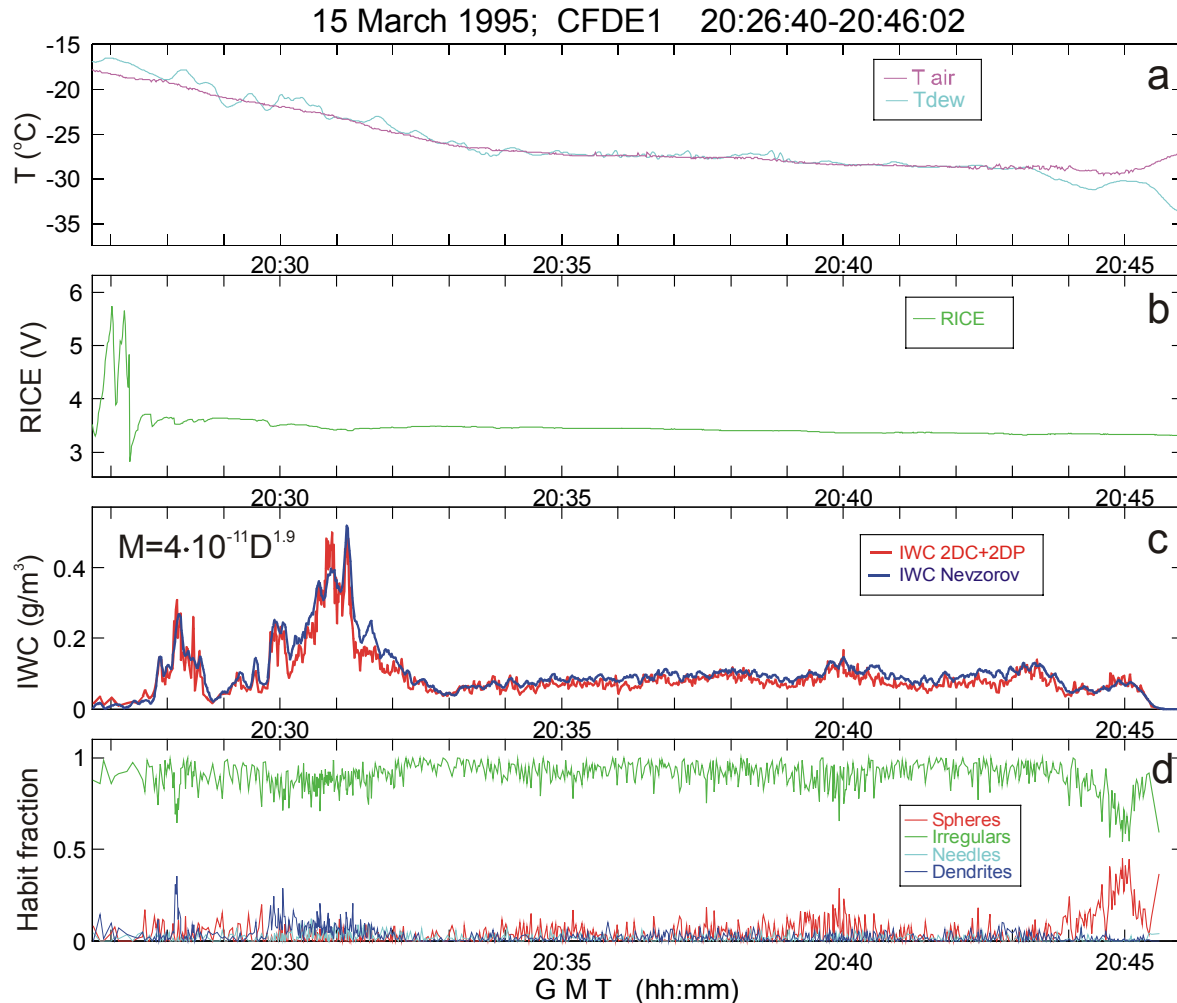 15 March 1995; CFDE1 20:26:40-20:46:02
-15
-20
-25
-30
-35
T (°C)
T air
Tdew
a
20:30 20:35 20:40 20:45
6
5
4
3
RICE (V)
RICE
b
20:30 20:35 20:40 20:45
0.4
0.2
0
IWC (g/m³)
M=4·10⁻¹¹D¹·⁹
IWC 2DC+2DP
IWC Nevzorov
c
20:30 20:35 20:40 20:45
1
0.5
0
Habit fraction
d
Spheres
Irregulars
Needles
Dendrites
20:30 20:35 20:40 20:45
G M T (hh:mm)